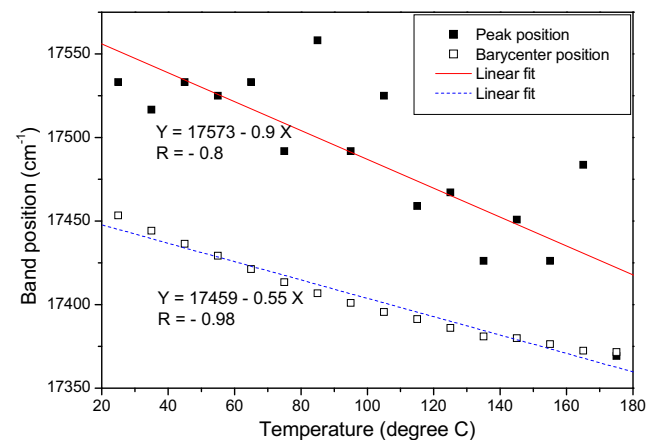 Peak position
Barycenter position
Linear fit
Linear fit
17550
17500
17450
17400
17350
Band position (cm⁻¹)
Y = 17573 - 0.9 X
R = - 0.8
Y = 17459 - 0.55 X
R = - 0.98
20 40 60 80 100 120 140 160 180
Temperature (degree C)